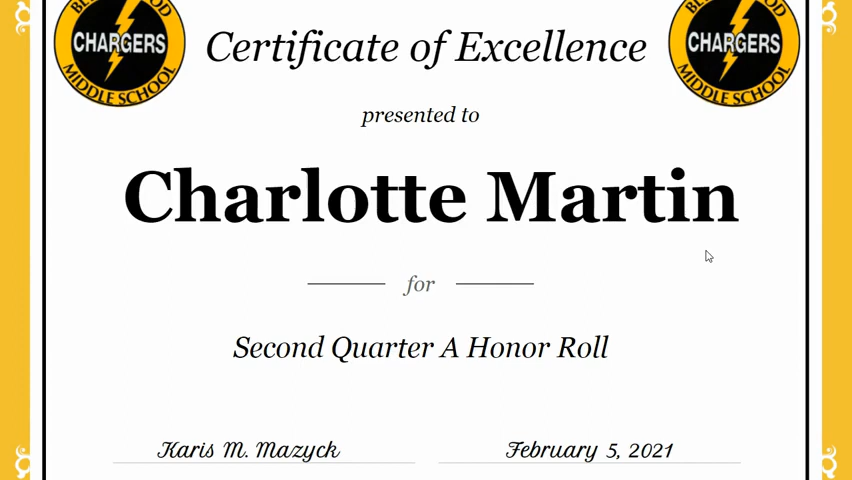 CHARGERS
MIDDLE SCHOOL
CHARGERS
MIDDLE SCHOOL
Certificate of Excellence
presented to
Charlotte Martin
for
Second Quarter A Honor Roll
Karis M. Mazyck
February 5, 2021